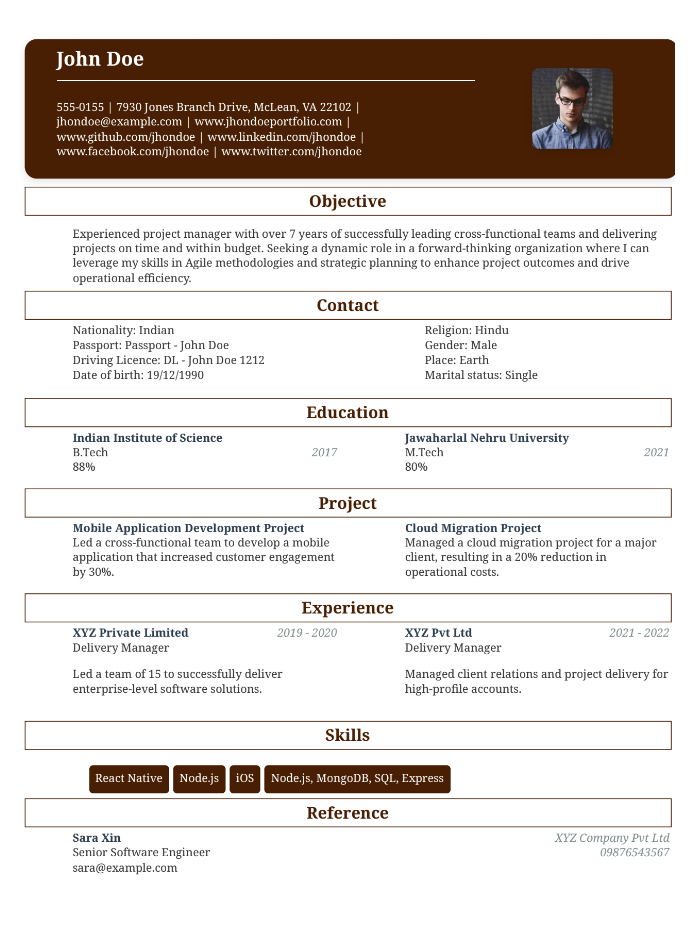 John Doe
555-0155 | 7930 Jones Branch Drive, McLean, VA 22102 |
jhondoe@example.com | www.jhondoeportfolio.com |
www.github.com/jhondoe | www.linkedin.com/jhondoe |
www.facebook.com/jhondoe | www.twitter.com/jhondoe
Objective
Experienced project manager with over 7 years of successfully leading cross-functional teams and delivering
projects on time and within budget. Seeking a dynamic role in a forward-thinking organization where I can
leverage my skills in Agile methodologies and strategic planning to enhance project outcomes and drive
operational efficiency.
Contact
Nationality: Indian
Passport: Passport - John Doe
Driving Licence: DL - John Doe 1212
Date of birth: 19/12/1990
Religion: Hindu
Gender: Male
Place: Earth
Marital status: Single
Education
Indian Institute of Science
B.Tech 2017
88%
Jawaharlal Nehru University
M.Tech 2021
80%
Project
Mobile Application Development Project
Led a cross-functional team to develop a mobile
application that increased customer engagement
by 30%.
Cloud Migration Project
Managed a cloud migration project for a major
client, resulting in a 20% reduction in
operational costs.
Experience
XYZ Private Limited 2019 - 2020
Delivery Manager
Led a team of 15 to successfully deliver
enterprise-level software solutions.
XYZ Pvt Ltd 2021 - 2022
Delivery Manager
Managed client relations and project delivery for
high-profile accounts.
Skills
React Native Node.js iOS Node.js, MongoDB, SQL, Express
Reference
Sara Xin XYZ Company Pvt Ltd
Senior Software Engineer 09876543567
sara@example.com